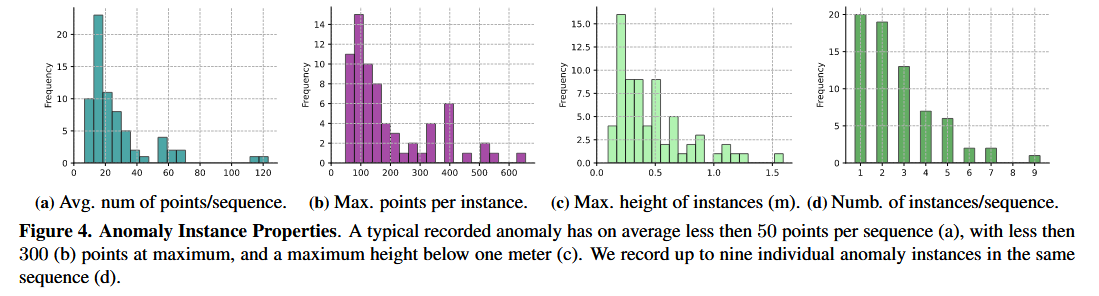 Frequency
20
15
10
5
0
0 20 40 60 80 100 120
Frequency
14
12
10
8
6
4
2
0
0 100 200 300 400 500 600
Frequency
15.0
12.5
10.0
7.5
5.0
2.5
0.0
0.0 0.5 1.0 1.5
Frequency
20
15
10
5
0
1 2 3 4 5 6 7 8 9
(a) Avg. num of points/sequence. (b) Max. points per instance. (c) Max. height of instances (m). (d) Numb. of instances/sequence.
Figure 4. Anomaly Instance Properties. A typical recorded anomaly has on average less then 50 points per sequence (a), with less then
300 (b) points at maximum, and a maximum height below one meter (c). We record up to nine individual anomaly instances in the same
sequence (d).